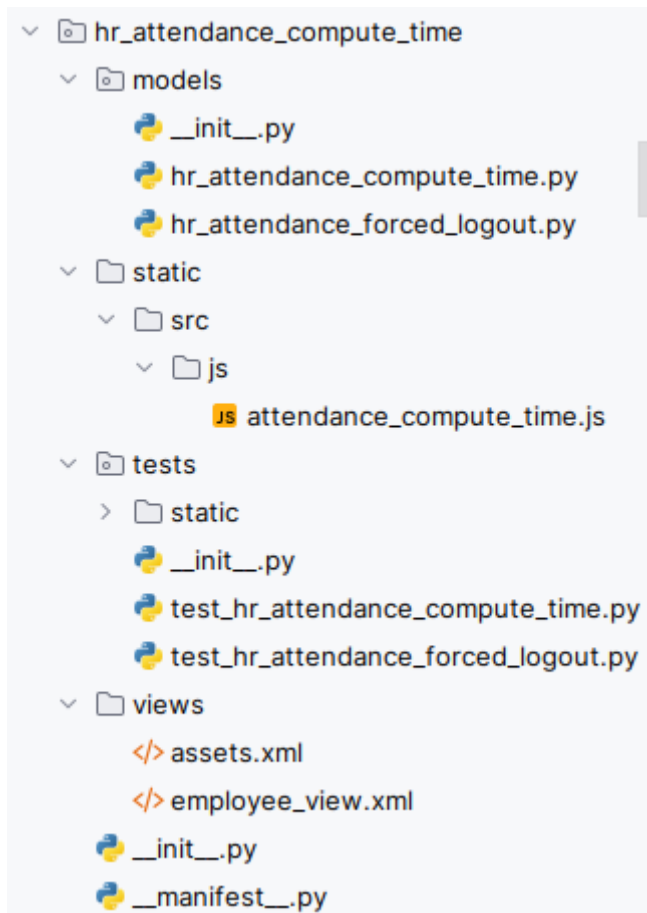 hr_attendance_compute_time
models
__init__.py
hr_attendance_compute_time.py
hr_attendance_forced_logout.py
static
src
js
JS attendance_compute_time.js
tests
static
__init__.py
test_hr_attendance_compute_time.py
test_hr_attendance_forced_logout.py
views
</> assets.xml
</> employee_view.xml
__init__.py
__manifest__.py